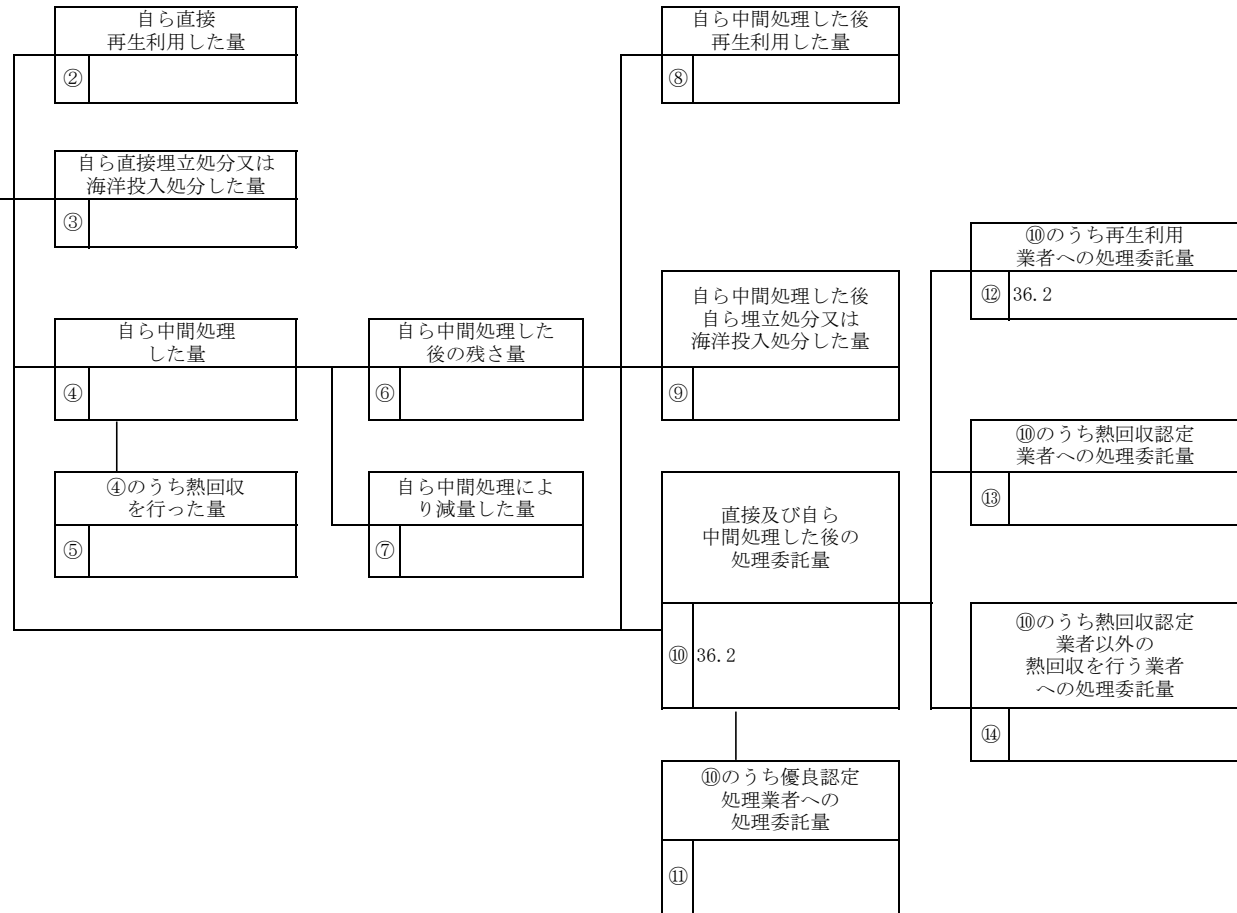 自ら直接
再生利用した量
②
自ら直接埋立処分又は
海洋投入処分した量
③
自ら中間処理
した量
④
④のうち熱回収
を行った量
⑤
自ら中間処理した
後の残さ量
⑥
自ら中間処理によ
り減量した量
⑦
自ら中間処理した後
再生利用した量
⑧
自ら中間処理した後
自ら埋立処分又は
海洋投入処分した量
⑨
直接及び自ら
中間処理した後の
処理委託量
⑩ 36.2
⑩のうち優良認定
処理業者への
処理委託量
⑪
⑩のうち再生利用
業者への処理委託量
⑫ 36.2
⑩のうち熱回収認定
業者への処理委託量
⑬
⑩のうち熱回収認定
業者以外の
熱回収を行う業者
への処理委託量
⑭